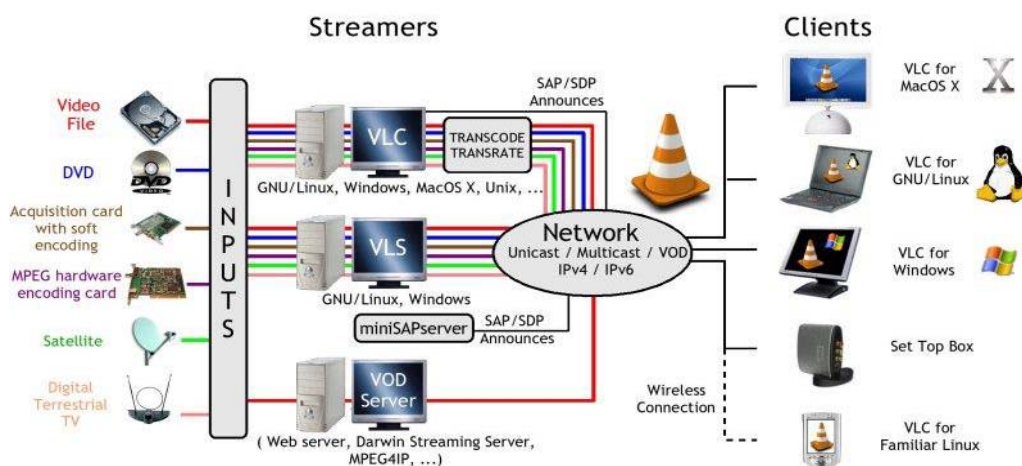 Streamers
Clients
Video
File
DVD
DVD
VIDEO
Acquisition card
with soft
encoding
MPEG hardware
encoding card
Satellite
Digital
Terrestrial
TV
INPUTS
VLC
TRANSCODE
TRANSRATE
GNU/Linux, Windows, MacOS X, Unix, ...
SAP/SDP
Announces
VLS
GNU/Linux, Windows
Network
Unicast / Multicast / VOD
IPv4 / IPv6
miniSAPserver
SAP/SDP
Announces
VOD
Server
( Web server, Darwin Streaming Server,
MPEG4IP, ...)
Wireless
Connection
VLC for
MacOS X
X
VLC for
GNU/Linux
VLC for
Windows
Set Top Box
VLC for
Familiar Linux